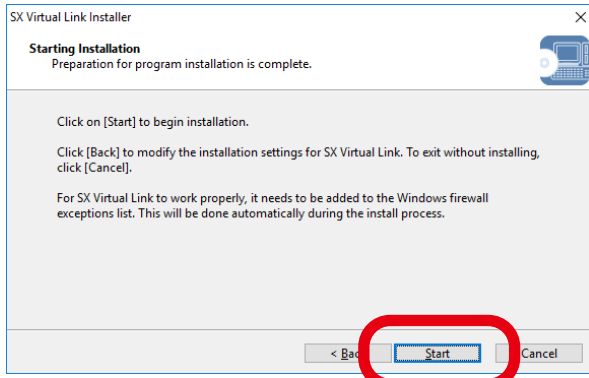 SX Virtual Link Installer
Starting Installation
Preparation for program installation is complete.
Click on [Start] to begin installation.
Click [Back] to modify the installation settings for SX Virtual Link. To exit without installing,
click [Cancel].
For SX Virtual Link to work properly, it needs to be added to the Windows firewall
exceptions list. This will be done automatically during the install process.
< Bac Start Cancel